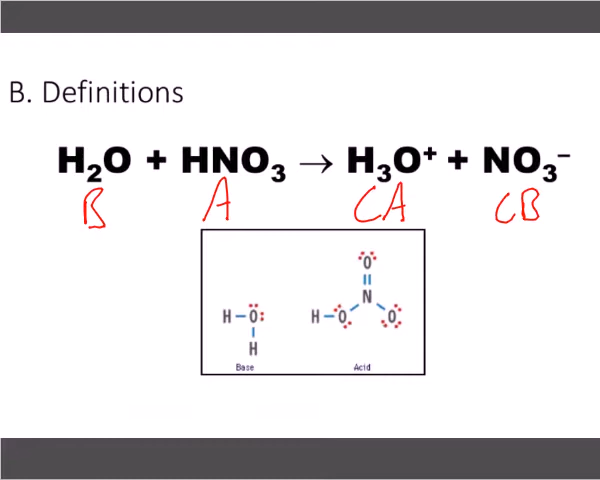 B. Definitions
H₂O + HNO₃ → H₃O⁺ + NO₃⁻
B A CA CB
O
N
H O H O O
H
Base Acid